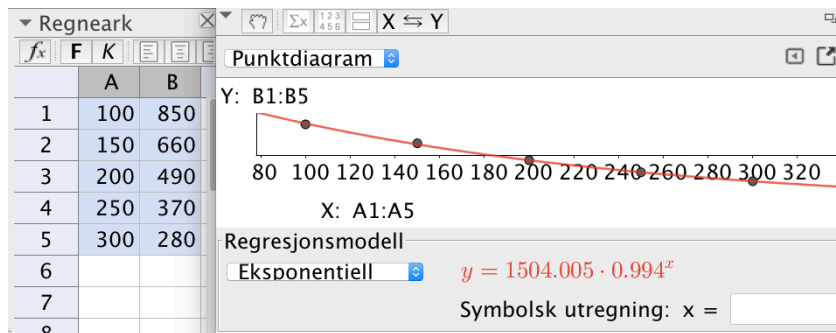 Regneark
Σx 123 456 X ⇆ Y
fx F K
Punktdiagram
A B
Y: B1:B5
1 100 850
2 150 660
3 200 490
4 250 370
5 300 280
6
7
8
80 100 120 140 160 180 200 220 240 260 280 300 320
X: A1:A5
Regresjonsmodell
Eksponentiell y = 1504.005 · 0.994^x
Symbolsk utregning: x =